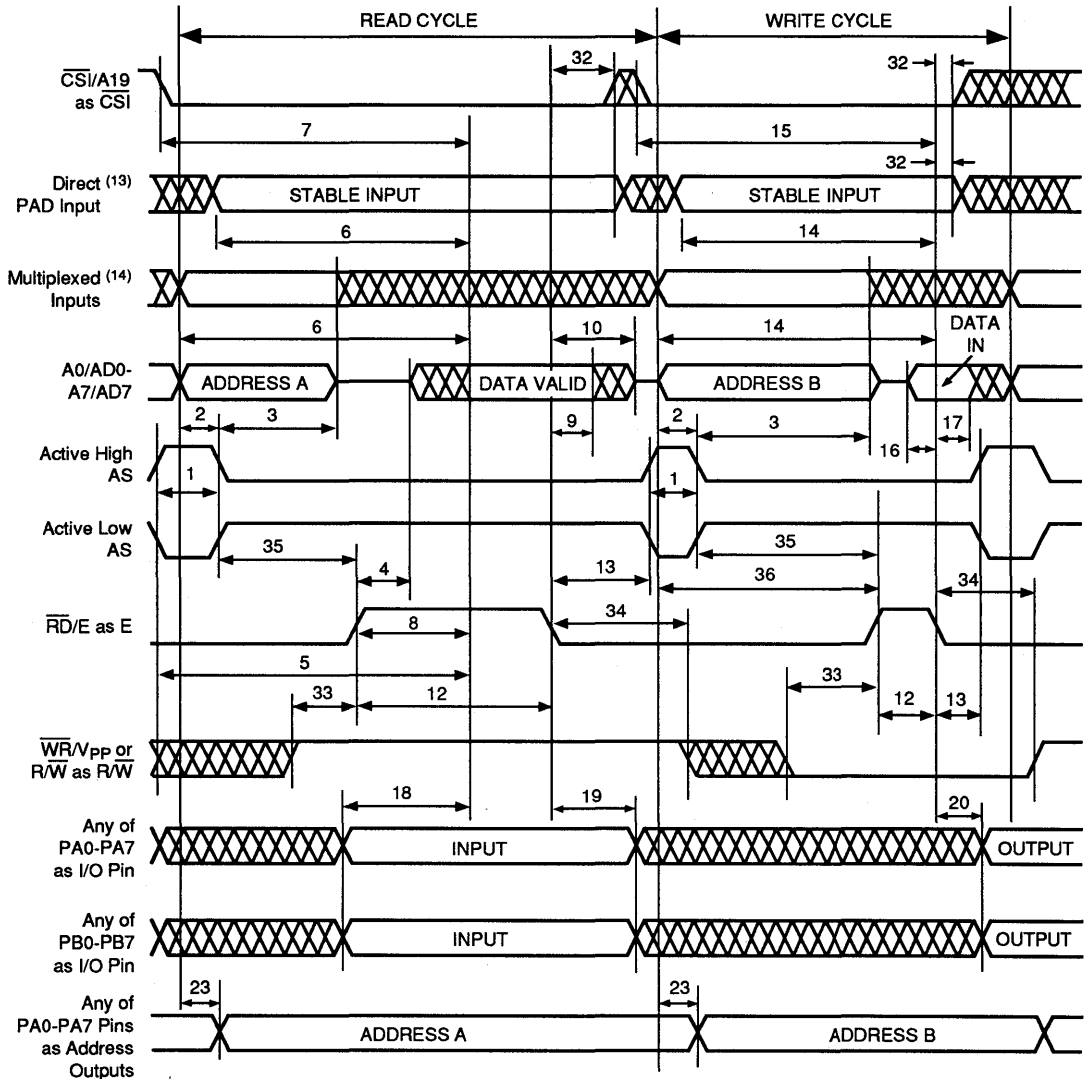 READ CYCLE WRITE CYCLE
32 32
C̅S̅I̅/A19
as C̅S̅I̅
7 15
32
Direct (13)
PAD Input
STABLE INPUT STABLE INPUT
6 14
Multiplexed (14)
Inputs
6 10 14 DATA
IN
A0/AD0-
A7/AD7
ADDRESS A DATA VALID ADDRESS B
2 3 9 2 3 16 17
Active High
AS
1 1
Active Low
AS
35 4 13 35
36
34 34
R̅D̅/E as E
8
5
33 12 33 12 13
W̅R̅/VPP or
R/W̅ as R/W̅
18 19 20
Any of
PA0-PA7
as I/O Pin
INPUT OUTPUT
Any of
PB0-PB7
as I/O Pin
INPUT OUTPUT
23 23
Any of
PA0-PA7 Pins
as Address
Outputs
ADDRESS A ADDRESS B